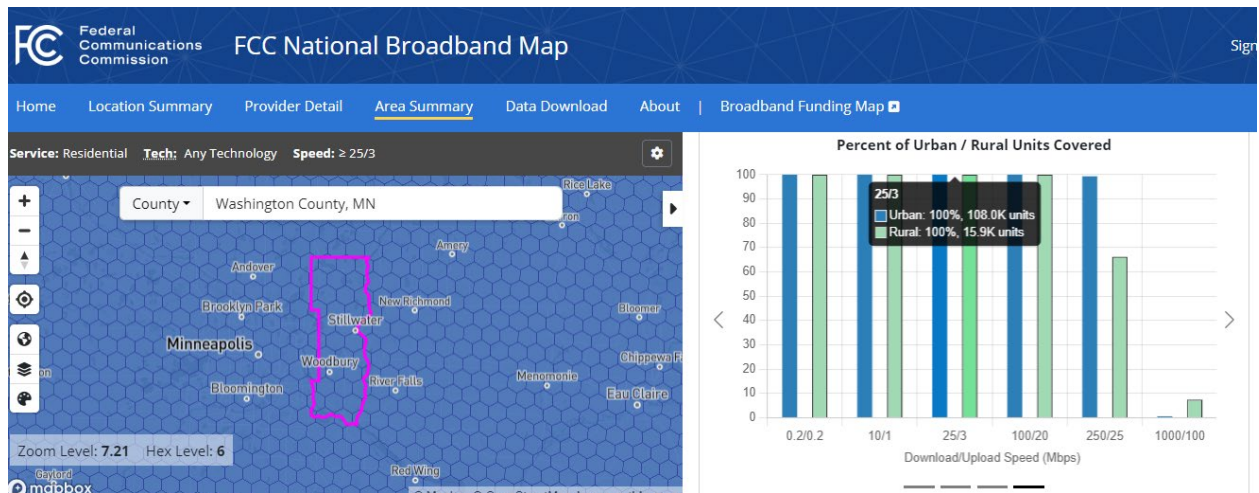 FCC
Federal
Communications
Commission
FCC National Broadband Map
Sign
Home Location Summary Provider Detail Area Summary Data Download About | Broadband Funding Map
Service: Residential Tech: Any Technology Speed: ≥ 25/3
County
Washington County, MN
Rice Lake
Amery
Andover
Brooklyn Park
New Richmond
Bloomer
Stillwater
Minneapolis
Woodbury
River Falls
Menomonie
Bloomington
Eau Claire
Zoom Level: 7.21 Hex Level: 6
Gaylord
Red Wing
mapbox
Percent of Urban / Rural Units Covered
100
90
80
70
60
50
40
30
20
10
0
25/3
Urban: 100%, 108.0K units
Rural: 100%, 15.9K units
0.2/0.2 10/1 25/3 100/20 250/25 1000/100
Download/Upload Speed (Mbps)